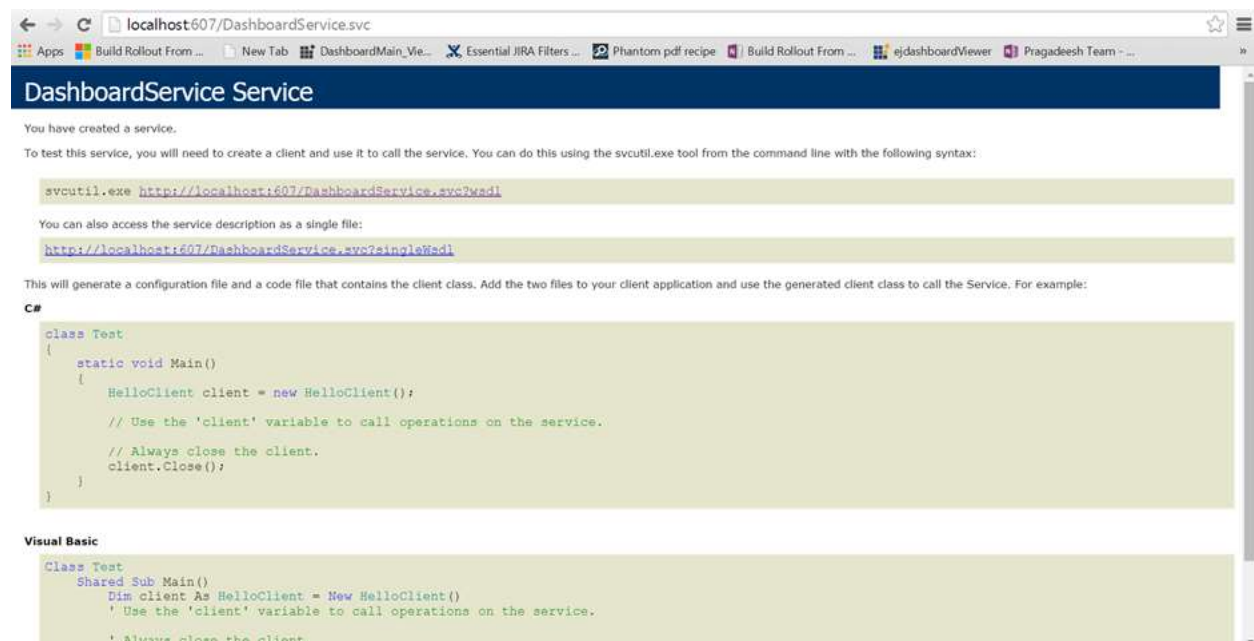 localhost:607/DashboardService.svc
Apps Build Rollout From ... New Tab DashboardMain_Vie... Essential JIRA Filters ... Phantom pdf recipe Build Rollout From ... ejdashboardViewer Pragadeesh Team - ... »
DashboardService Service
You have created a service.
To test this service, you will need to create a client and use it to call the service. You can do this using the svcutil.exe tool from the command line with the following syntax:
svcutil.exe http://localhost:607/DashboardService.svc?wsdl
You can also access the service description as a single file:
http://localhost:607/DashboardService.svc?singleWsdl
This will generate a configuration file and a code file that contains the client class. Add the two files to your client application and use the generated client class to call the Service. For example:
C#
class Test
{
static void Main()
{
HelloClient client = new HelloClient();
// Use the 'client' variable to call operations on the service.
// Always close the client.
client.Close();
}
}
Visual Basic
Class Test
Shared Sub Main()
Dim client As HelloClient = New HelloClient()
' Use the 'client' variable to call operations on the service.
' Always close the client.